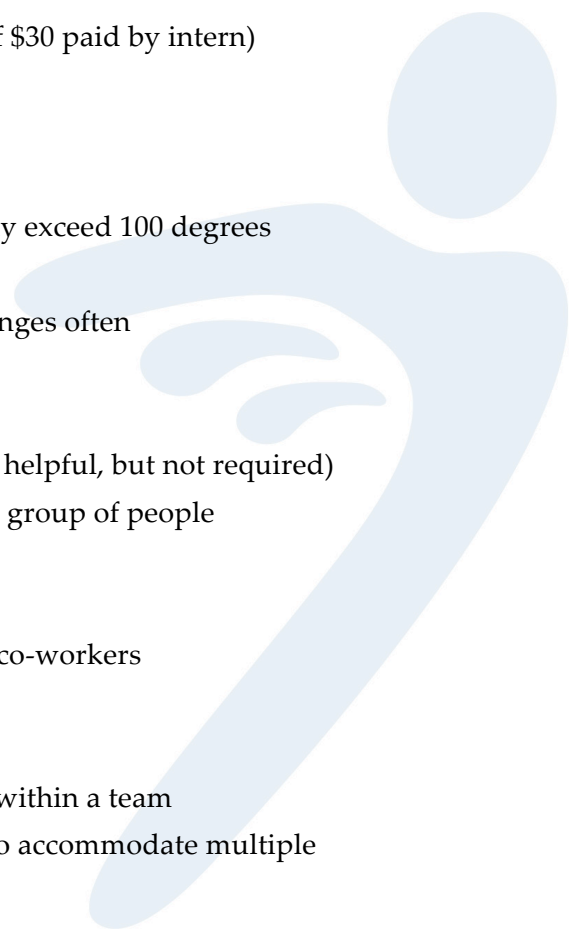 $30 paid by intern)
y exceed 100 degrees
nges often
helpful, but not required)
group of people
co-workers
within a team
o accommodate multiple